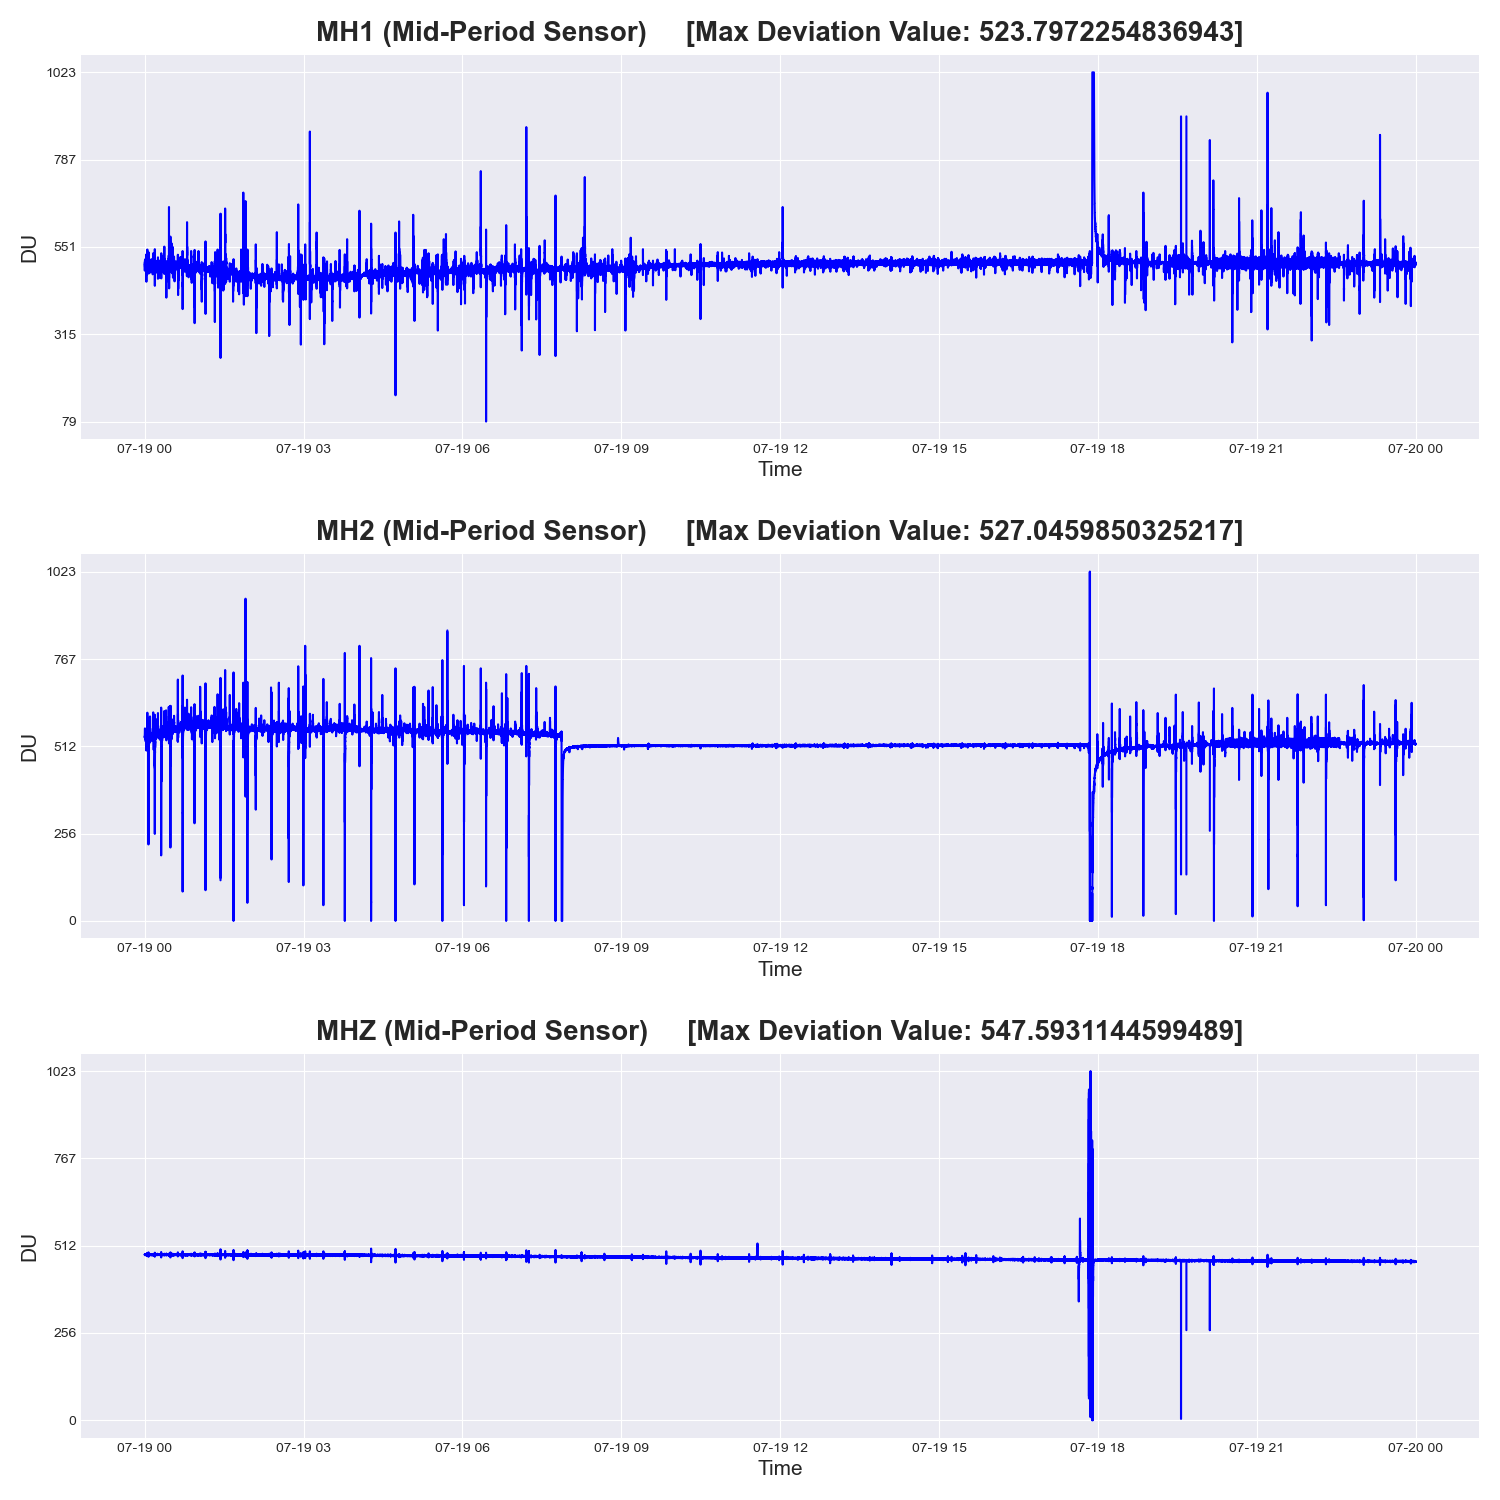 MH1 (Mid-Period Sensor) [Max Deviation Value: 523.7972254836943]
1023
787
551
315
79
DU
07-19 00 07-19 03 07-19 06 07-19 09 07-19 12 07-19 15 07-19 18 07-19 21 07-20 00
Time
MH2 (Mid-Period Sensor) [Max Deviation Value: 527.0459850325217]
1023
767
512
256
0
DU
07-19 00 07-19 03 07-19 06 07-19 09 07-19 12 07-19 15 07-19 18 07-19 21 07-20 00
Time
MHZ (Mid-Period Sensor) [Max Deviation Value: 547.5931144599489]
1023
767
512
256
0
DU
07-19 00 07-19 03 07-19 06 07-19 09 07-19 12 07-19 15 07-19 18 07-19 21 07-20 00
Time